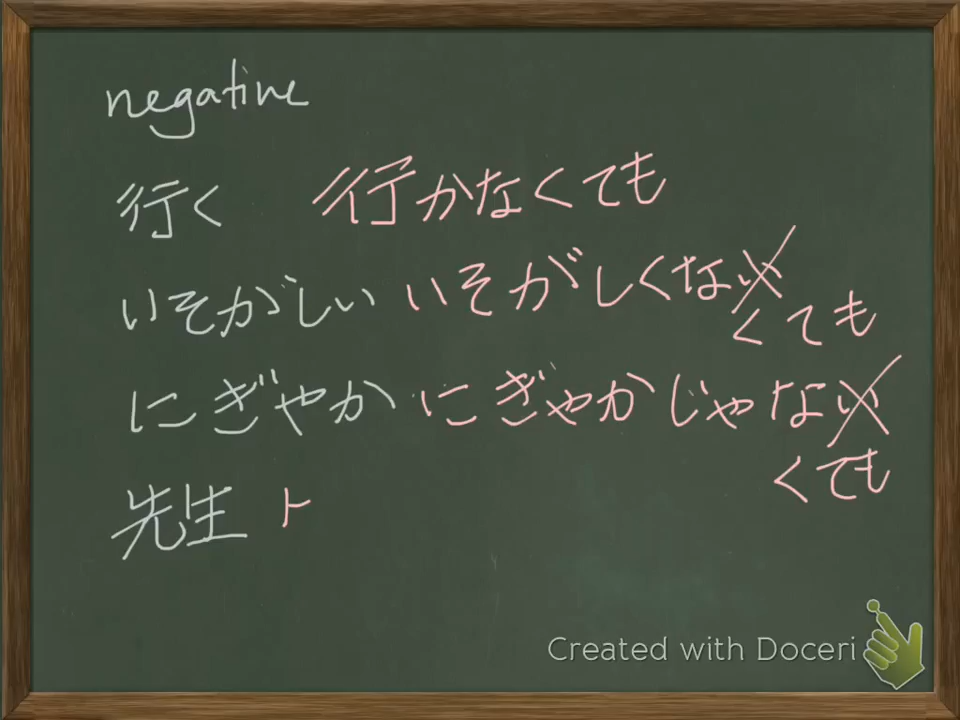 negative
行く 行かなくても
いそがしい いそがしくない
くても
にぎやか にぎやかじゃない
くても
先生
Created with Doceri